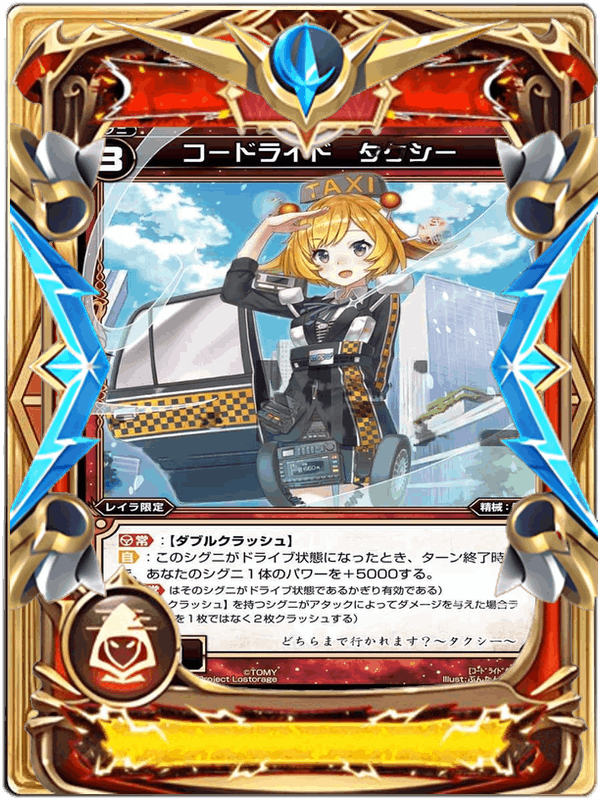 3
コードライド タクシー
TAXI
レイラ限定
精械:
常:【ダブルクラッシュ】
自:このシグニがドライブ状態になったとき、ターン終了時
、あなたのシグニ1体のパワーを+5000する。
はそのシグニがドライブ状態であるかぎり有効である)
クラッシュ】を持つシグニがアタックによってダメージを与えた場合ラ
を1枚ではなく2枚クラッシュする)
どちらまで行かれます?~タクシー~
©TOMY
Project Lostorage
Illust:ぶんたん